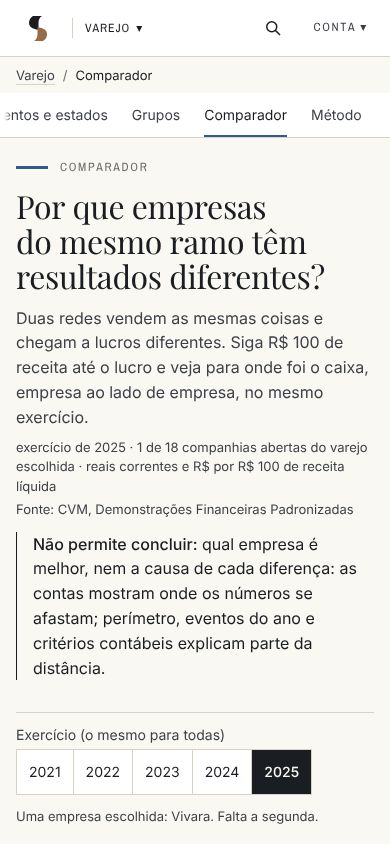 VAREJO ▼
CONTA ▼
Varejo / Comparador
entos e estados Grupos Comparador Método
COMPARADOR
Por que empresas
do mesmo ramo têm
resultados diferentes?
Duas redes vendem as mesmas coisas e
chegam a lucros diferentes. Siga R$ 100 de
receita até o lucro e veja para onde foi o caixa,
empresa ao lado de empresa, no mesmo
exercício.
exercício de 2025 · 1 de 18 companhias abertas do varejo
escolhida · reais correntes e R$ por R$ 100 de receita
líquida
Fonte: CVM, Demonstrações Financeiras Padronizadas
Não permite concluir: qual empresa é
melhor, nem a causa de cada diferença: as
contas mostram onde os números se
afastam; perímetro, eventos do ano e
critérios contábeis explicam parte da
distância.
Exercício (o mesmo para todas)
2021 2022 2023 2024 2025
Uma empresa escolhida: Vivara. Falta a segunda.